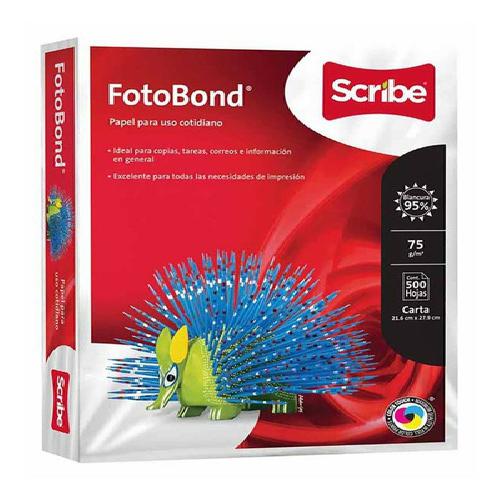 FotoBond®
Papel para uso cotidiano
• Ideal para copias, tareas, correos e información
en general
• Excelente para todas las necesidades de impresión
Scribe®
Blancura
95%
75
g/m²
Cont.
500
Hojas
Carta
21.6 cm x 27.9 cm
FotoBond®
Papel para
uso cotidiano
Scribe